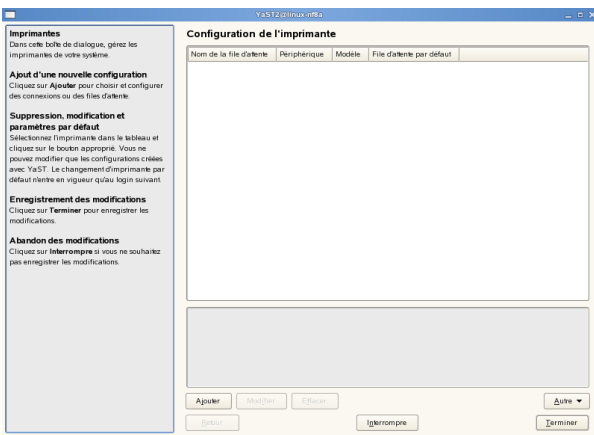 YaST2@linux-nf8a
Imprimantes
Dans cette boîte de dialogue, gérez les
imprimantes de votre système.
Ajout d'une nouvelle configuration
Cliquez sur Ajouter pour choisir et configurer
des connexions ou des files d'attente.
Suppression, modification et
paramètres par défaut
Sélectionnez l'imprimante dans le tableau et
cliquez sur le bouton approprié. Vous ne
pouvez modifier que les configurations créées
avec YaST. Le changement d'imprimante par
défaut n'entre en vigueur qu'au login suivant.
Enregistrement des modifications
Cliquez sur Terminer pour enregistrer les
modifications.
Abandon des modifications
Cliquez sur Interrompre si vous ne souhaitez
pas enregistrer les modifications.
Configuration de l'imprimante
Nom de la file d'attente Périphérique Modèle File d'attente par défaut
Ajouter Modifier Effacer Autre
Retour Interrompre Terminer